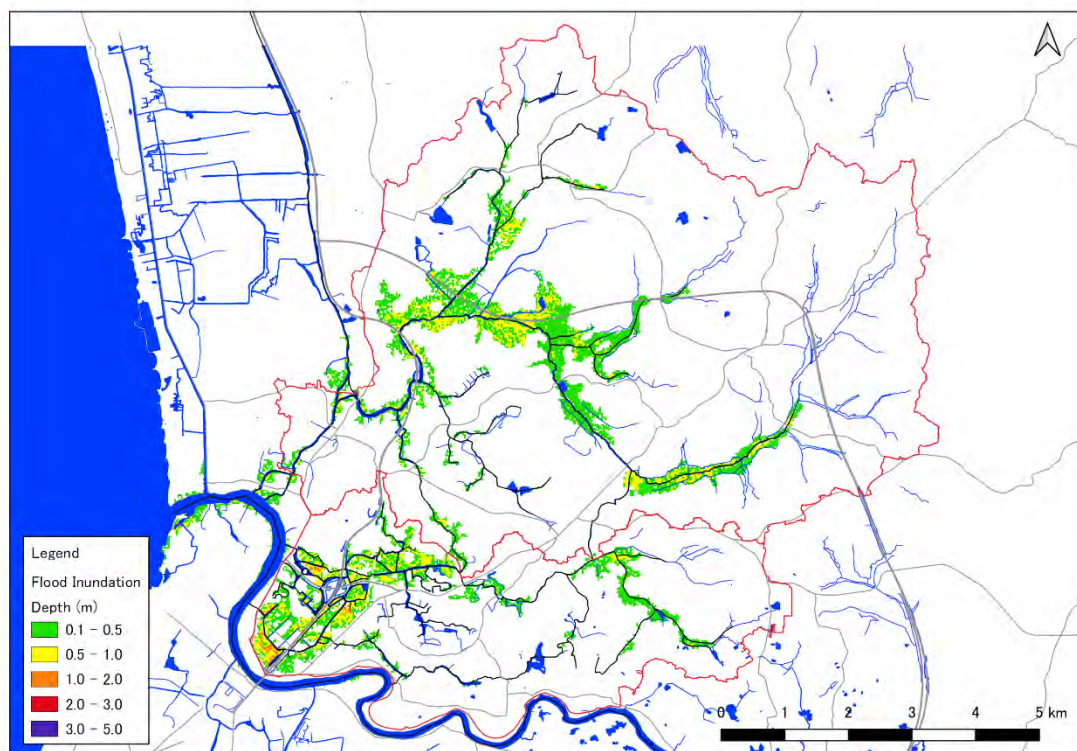 Legend
Flood Inundation
Depth (m)
0.1 - 0.5
0.5 - 1.0
1.0 - 2.0
2.0 - 3.0
3.0 - 5.0
0 1 2 3 4 5 km